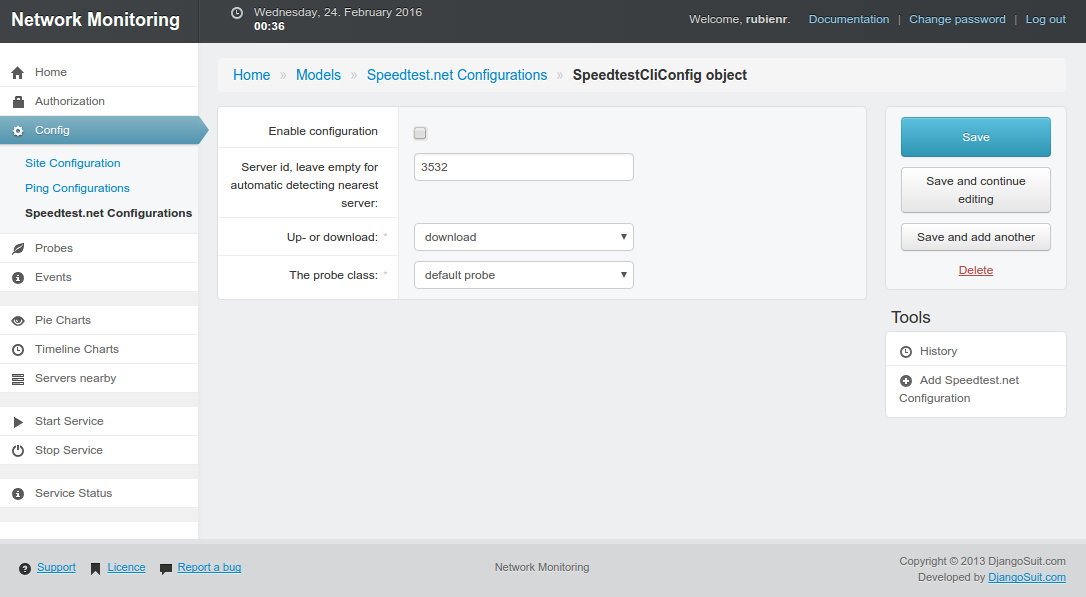 Network Monitoring
Wednesday, 24. February 2016
00:36
Welcome, rubienr. Documentation | Change password | Log out
Home
Authorization
Config
Site Configuration
Ping Configurations
Speedtest.net Configurations
Probes
Events
Pie Charts
Timeline Charts
Servers nearby
Start Service
Stop Service
Service Status
Home » Models » Speedtest.net Configurations » SpeedtestCliConfig object
Enable configuration
Server id, leave empty for
automatic detecting nearest
server:
3532
Up- or download: *
download
The probe class: *
default probe
Save
Save and continue
editing
Save and add another
Delete
Tools
History
Add Speedtest.net
Configuration
Support
Licence
Report a bug
Network Monitoring
Copyright © 2013 DjangoSuit.com
Developed by DjangoSuit.com